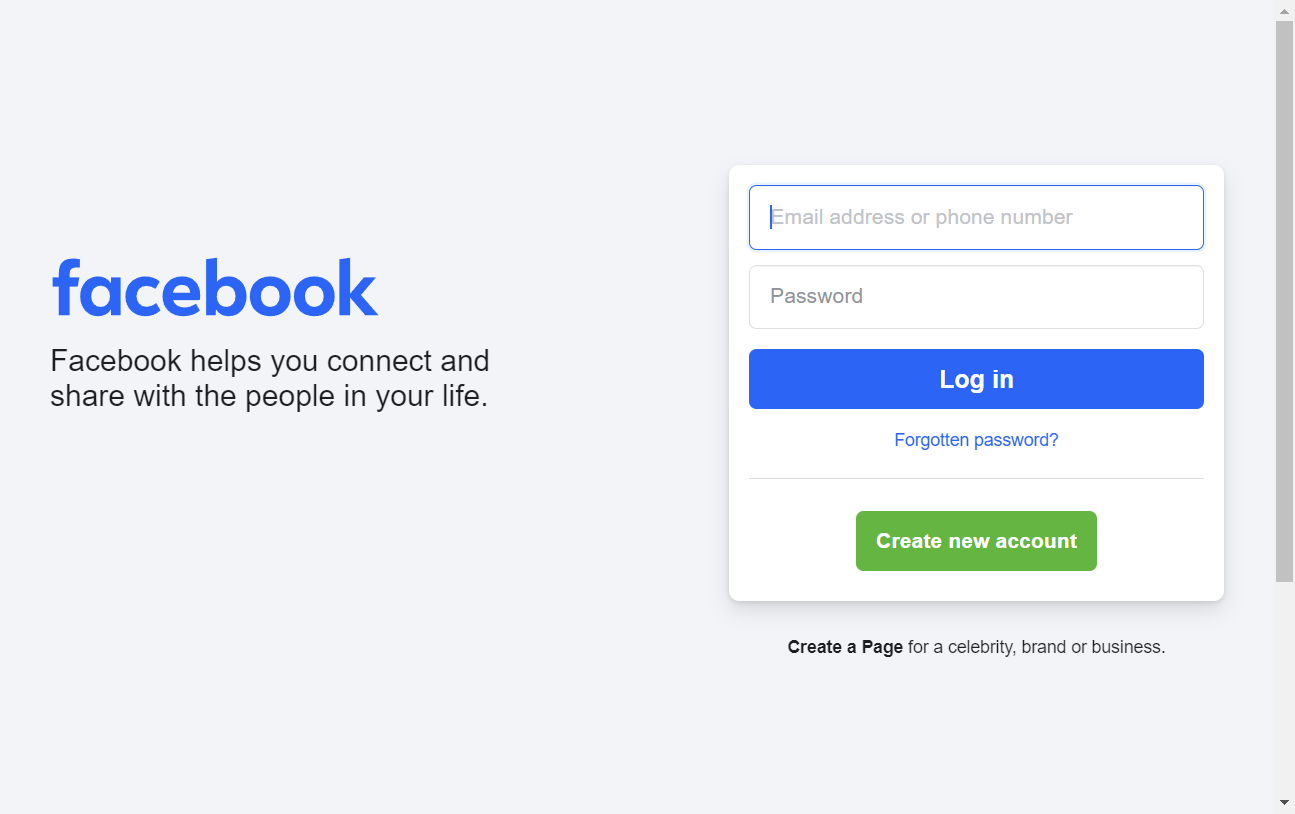 facebook
Facebook helps you connect and
share with the people in your life.
Email address or phone number
Password
Log in
Forgotten password?
Create new account
Create a Page for a celebrity, brand or business.